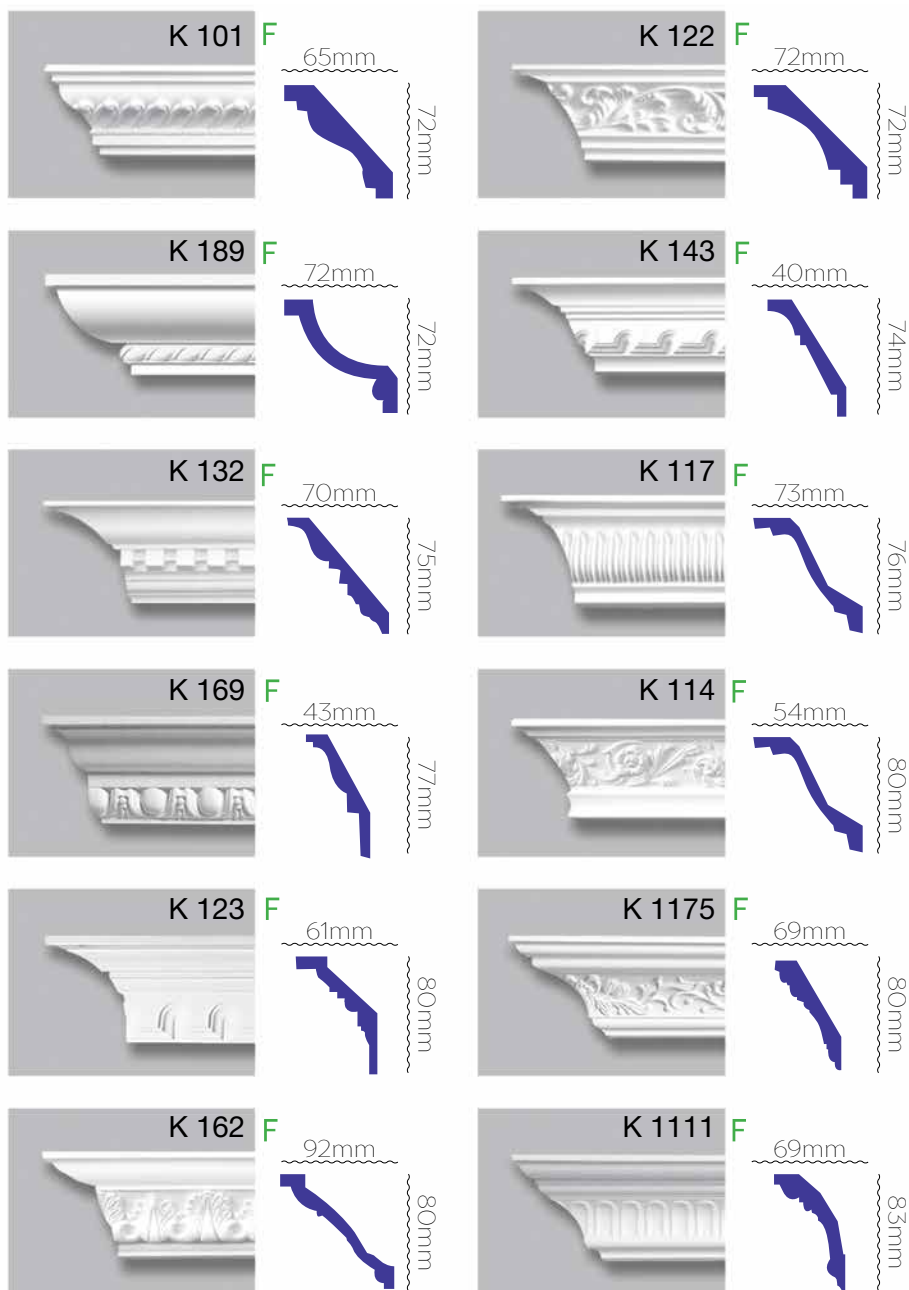 K 101 F
65mm
72mm
K 122 F
72mm
72mm
K 189 F
72mm
72mm
K 143 F
40mm
74mm
K 132 F
70mm
75mm
K 117 F
73mm
76mm
K 169 F
43mm
77mm
K 114 F
54mm
80mm
K 123 F
61mm
80mm
K 1175 F
69mm
80mm
K 162 F
92mm
80mm
K 1111 F
69mm
83mm